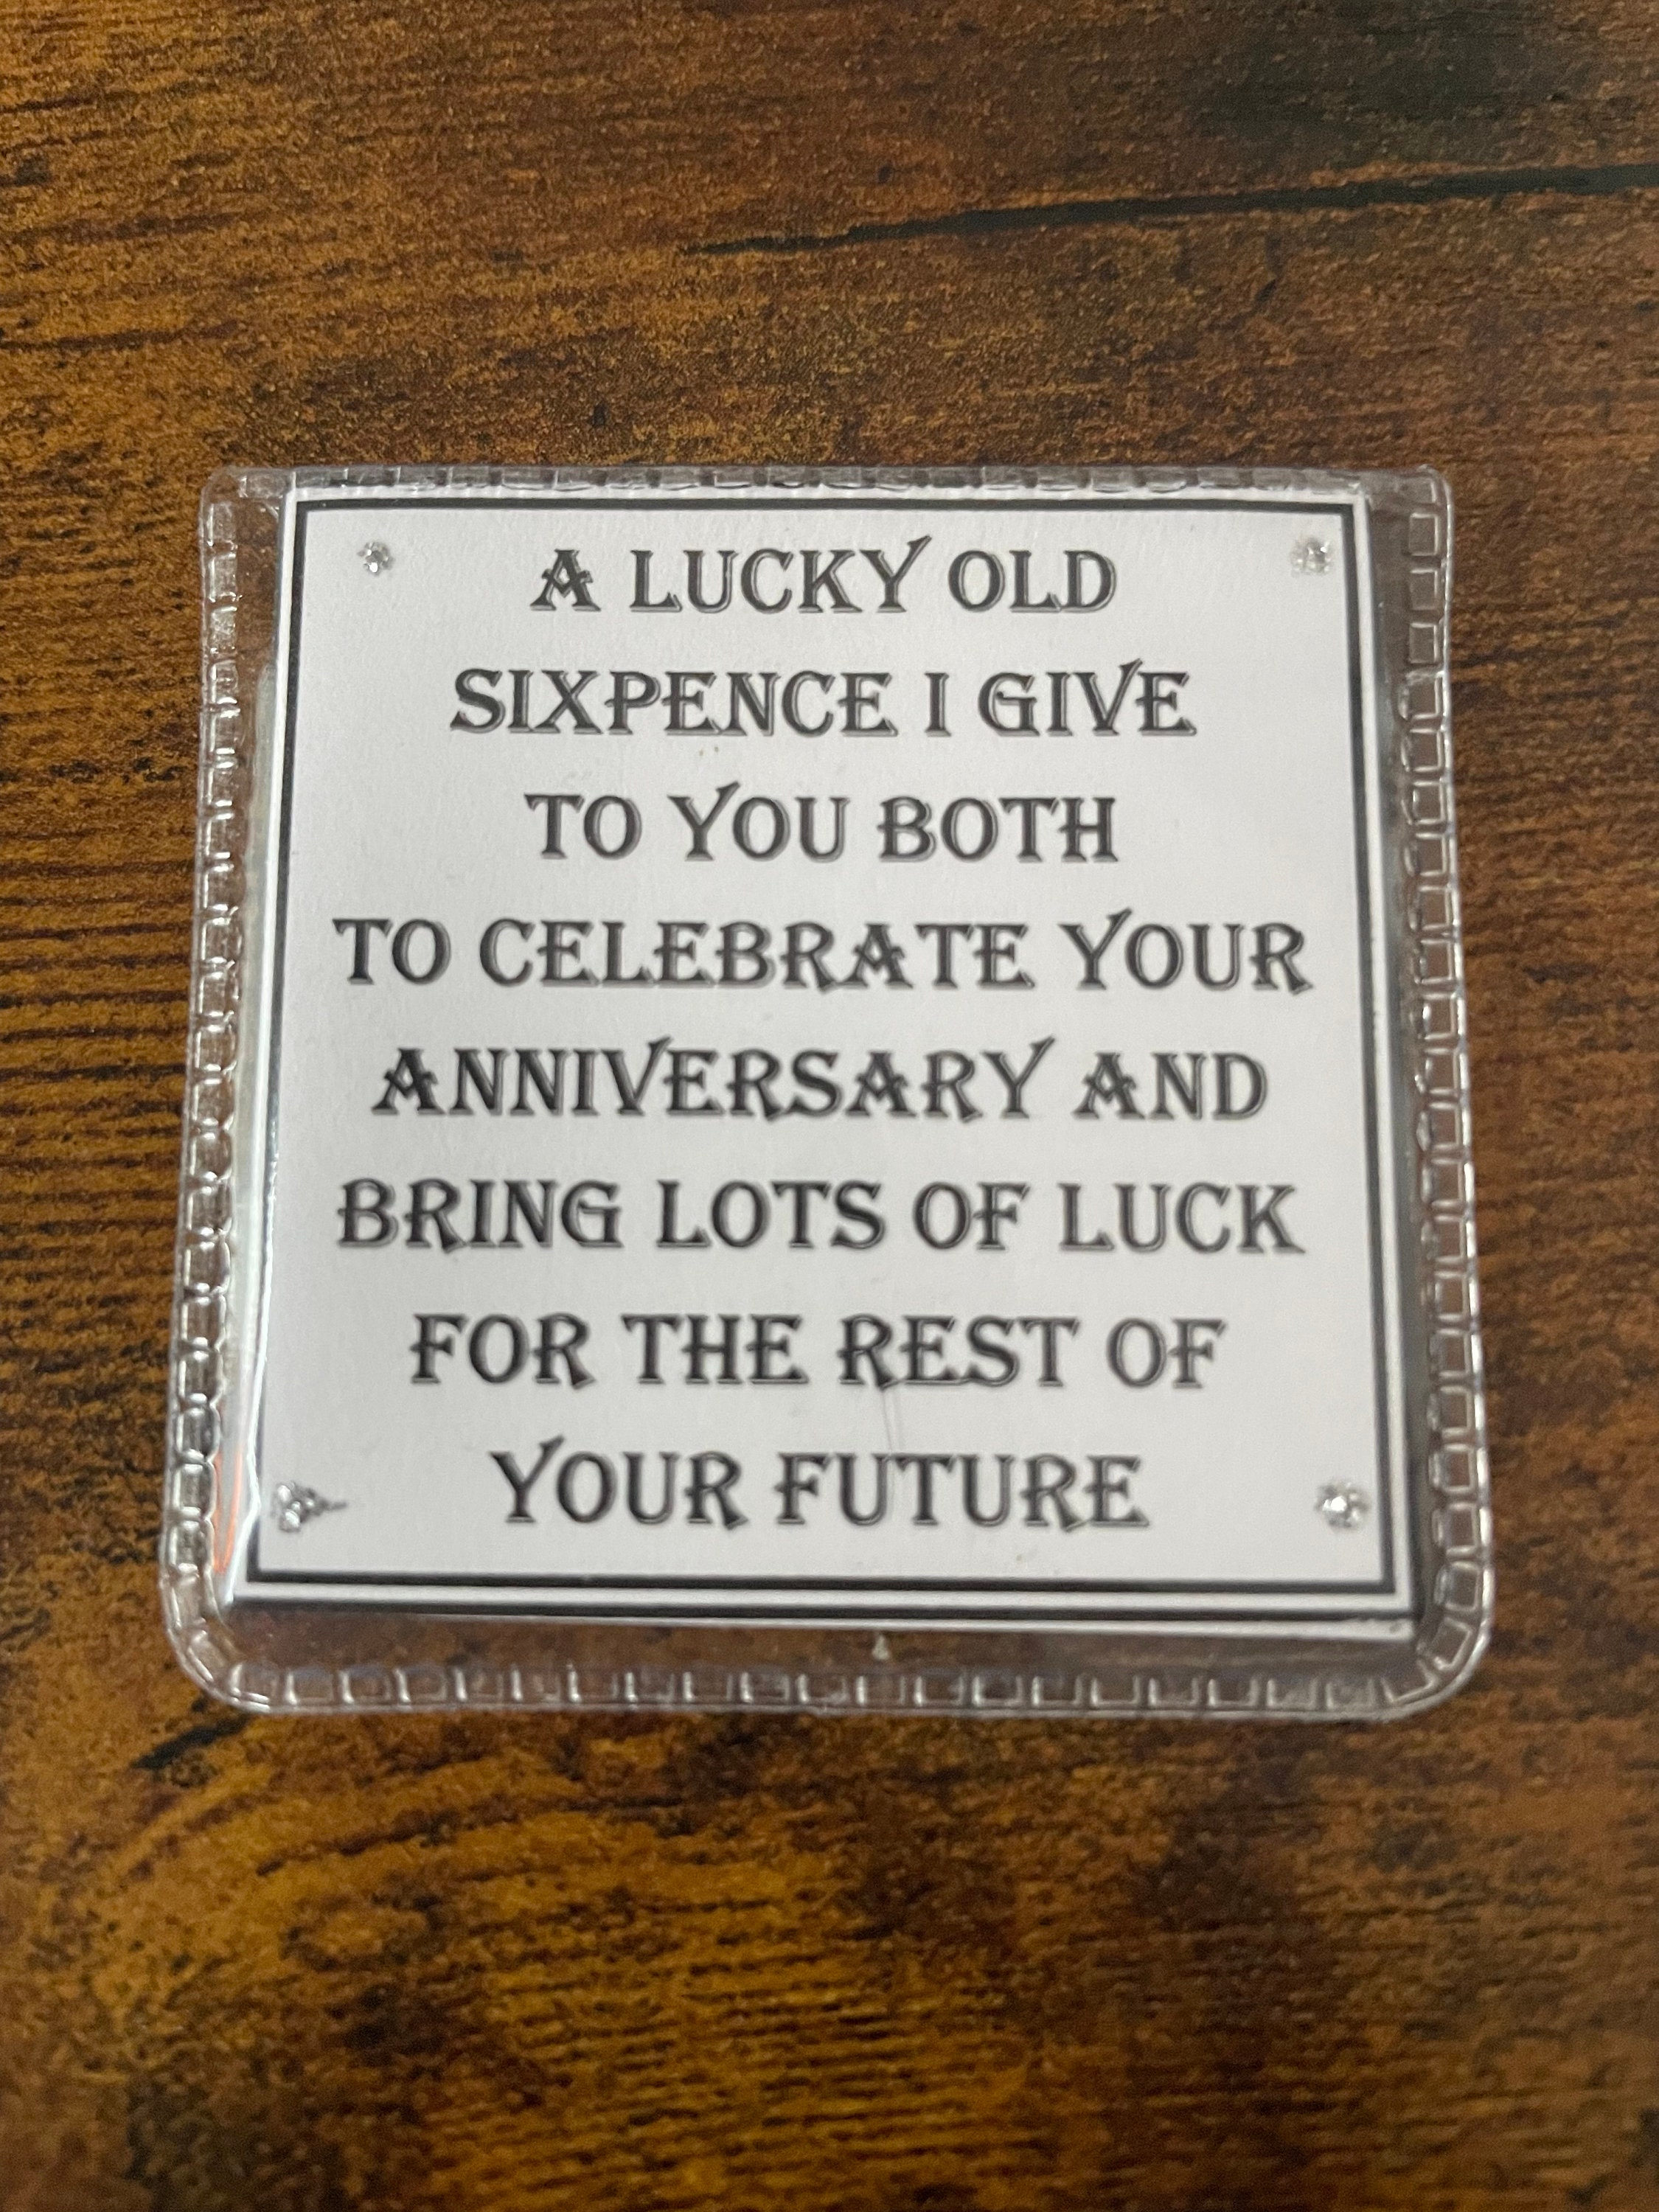 A LUCKY OLD
SIXPENCE I GIVE
TO YOU BOTH
TO CELEBRATE YOUR
ANNIVERSARY AND
BRING LOTS OF LUCK
FOR THE REST OF
YOUR FUTURE